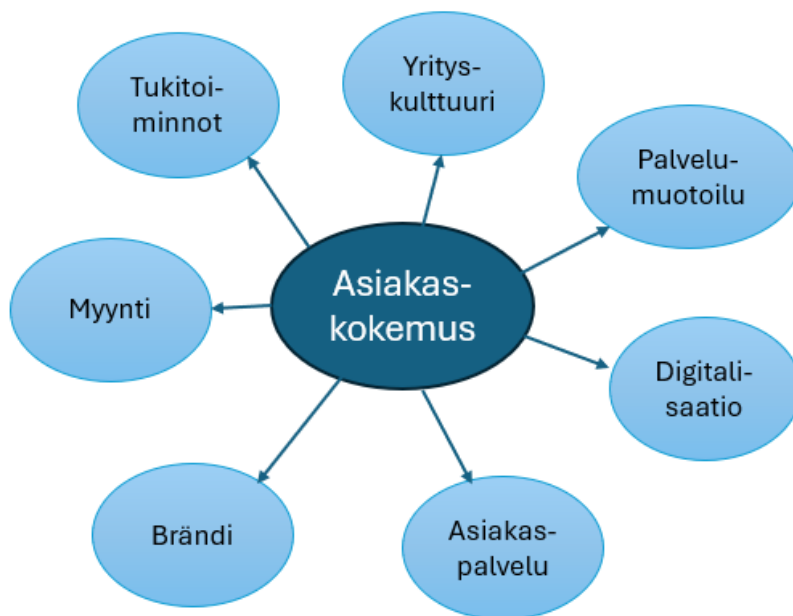 Tukitoi-
minnot
Yritys-
kulttuuri
Palvelu-
muotoilu
Myynti
Asiakas-
kokemus
Digitali-
saatio
Brändi
Asiakas-
palvelu